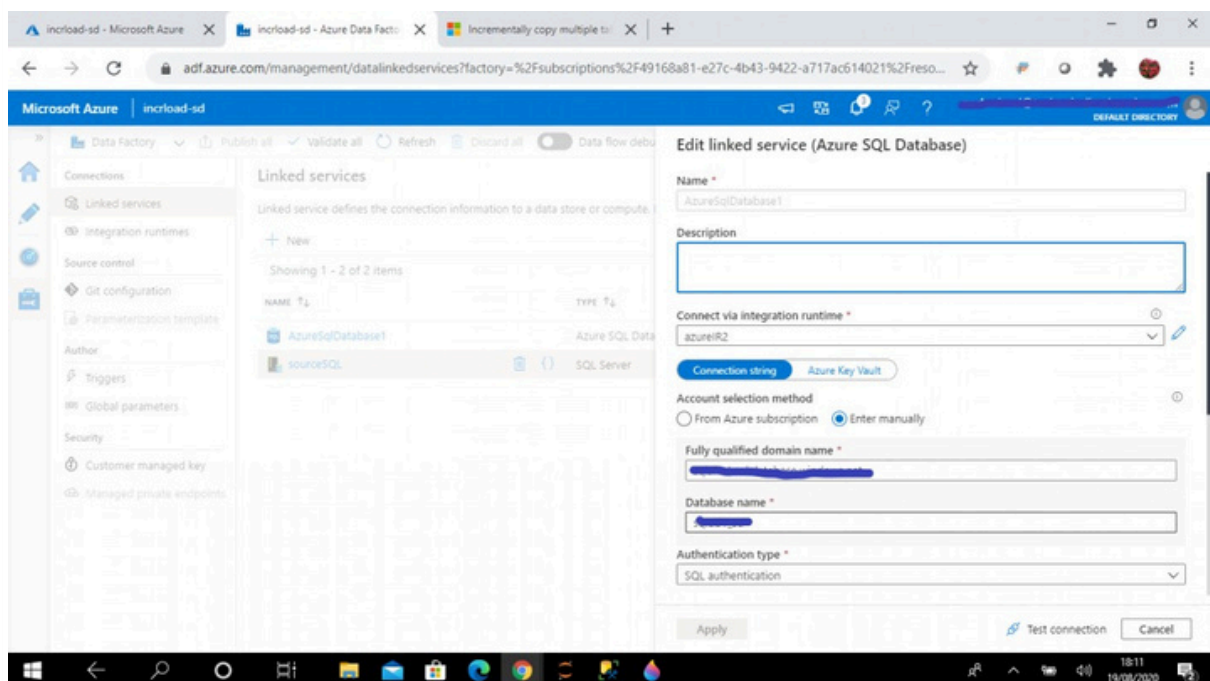 incrload-sd - Microsoft Azure
incrload-sd - Azure Data Facto
Incrementally copy multiple ta
adf.azure.com/management/datalinkedservices?factory=%2Fsubscriptions%2F49168a81-e27c-4b43-9422-a717ac614021%2Freso...
Microsoft Azure
incrload-sd
3
?
DEFAULT DIRECTORY
Data Factory
Publish all
Validate all
Refresh
Discard all
Data flow debu
Connections
Linked services
Integration runtimes
Source control
Git configuration
Parameterization template
Author
Triggers
Global parameters
Security
Customer managed key
Managed private endpoints
Linked services
Linked service defines the connection information to a data store or compute.
+ New
Showing 1 - 2 of 2 items
NAME
TYPE
AzureSqlDatabase1
Azure SQL Data
sourceSQL
{}
SQL Server
Edit linked service (Azure SQL Database)
Name *
AzureSqlDatabase1
Description
Connect via integration runtime *
azureIR2
Connection string
Azure Key Vault
Account selection method
From Azure subscription
Enter manually
Fully qualified domain name *
Database name *
Authentication type *
SQL authentication
Apply
Test connection
Cancel
18:11
19/08/2020